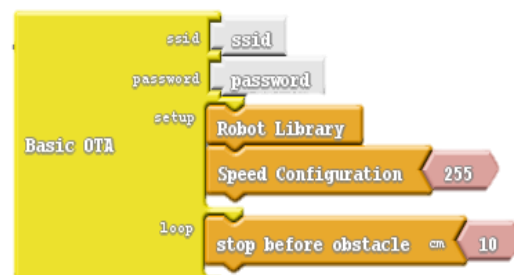 ssid ssid
password password
setup
Robot Library
Basic OTA
Speed Configuration 255
loop
stop before obstacle cm 10